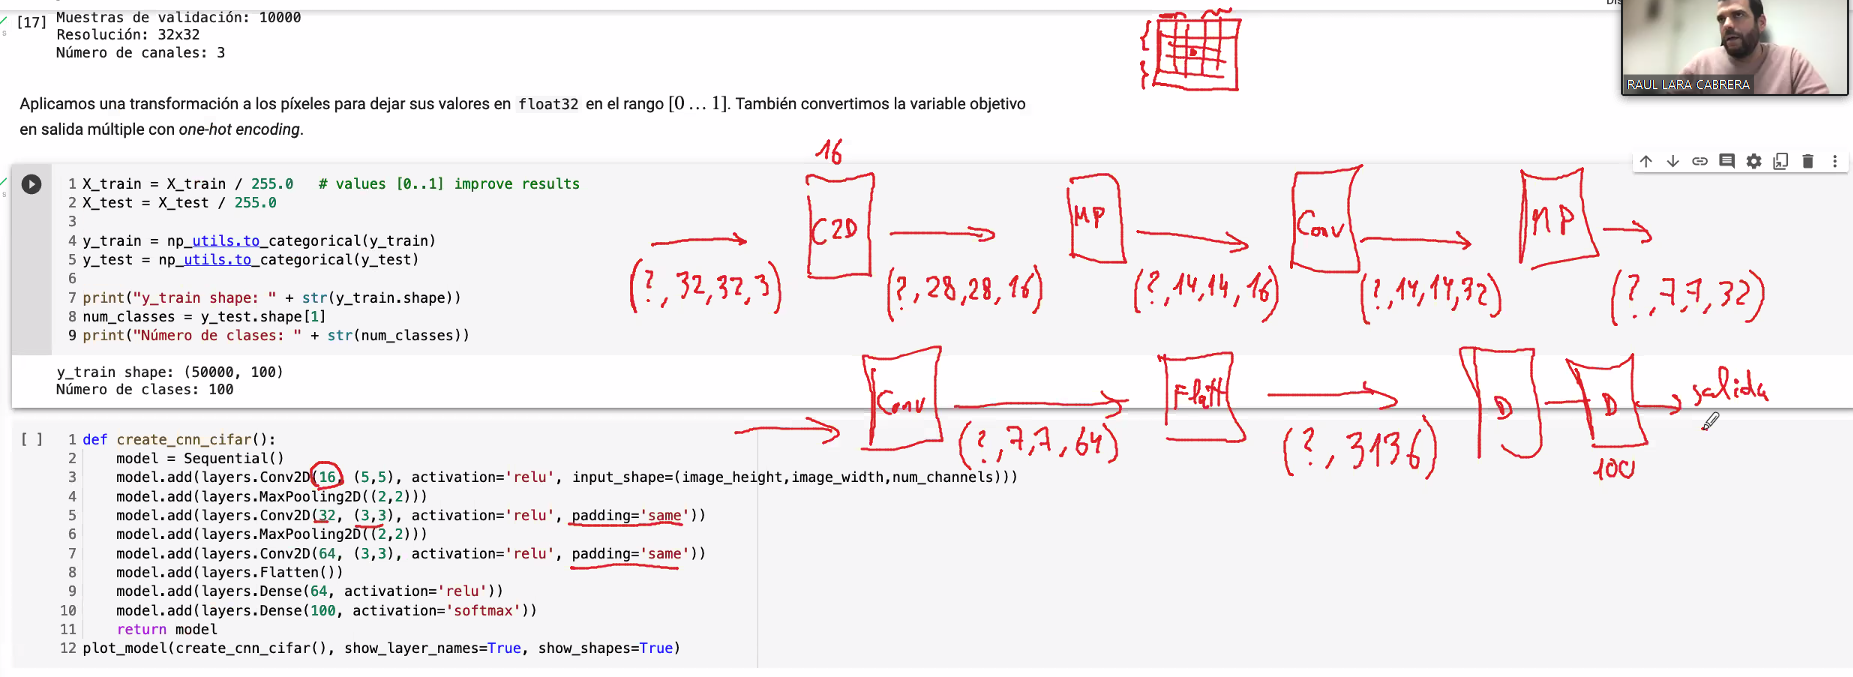 [17] Muestras de validación: 10000
Resolución: 32x32
Número de canales: 3
RAUL LARA CABRERA
Aplicamos una transformación a los píxeles para dejar sus valores en float32 en el rango [0 … 1]. También convertimos la variable objetivo
en salida múltiple con one-hot encoding.
1 X_train = X_train / 255.0   # values [0..1] improve results
2 X_test = X_test / 255.0
3
4 y_train = np_utils.to_categorical(y_train)
5 y_test = np_utils.to_categorical(y_test)
6
7 print("y_train shape: " + str(y_train.shape))
8 num_classes = y_test.shape[1]
9 print("Número de clases: " + str(num_classes))
y_train shape: (50000, 100)
Número de clases: 100
16
C2D MP Conv MP
(?, 32, 32, 3) (?, 28, 28, 16) (?, 14, 14, 16) (?, 14, 14, 32) (?, 7, 7, 32)
Conv Flatt D D salida
(?, 7, 7, 64) (?, 3136) 100
[ ] 1 def create_cnn_cifar():
2     model = Sequential()
3     model.add(layers.Conv2D(16, (5,5), activation='relu', input_shape=(image_height,image_width,num_channels)))
4     model.add(layers.MaxPooling2D((2,2)))
5     model.add(layers.Conv2D(32, (3,3), activation='relu', padding='same'))
6     model.add(layers.MaxPooling2D((2,2)))
7     model.add(layers.Conv2D(64, (3,3), activation='relu', padding='same'))
8     model.add(layers.Flatten())
9     model.add(layers.Dense(64, activation='relu'))
10     model.add(layers.Dense(100, activation='softmax'))
11     return model
12 plot_model(create_cnn_cifar(), show_layer_names=True, show_shapes=True)